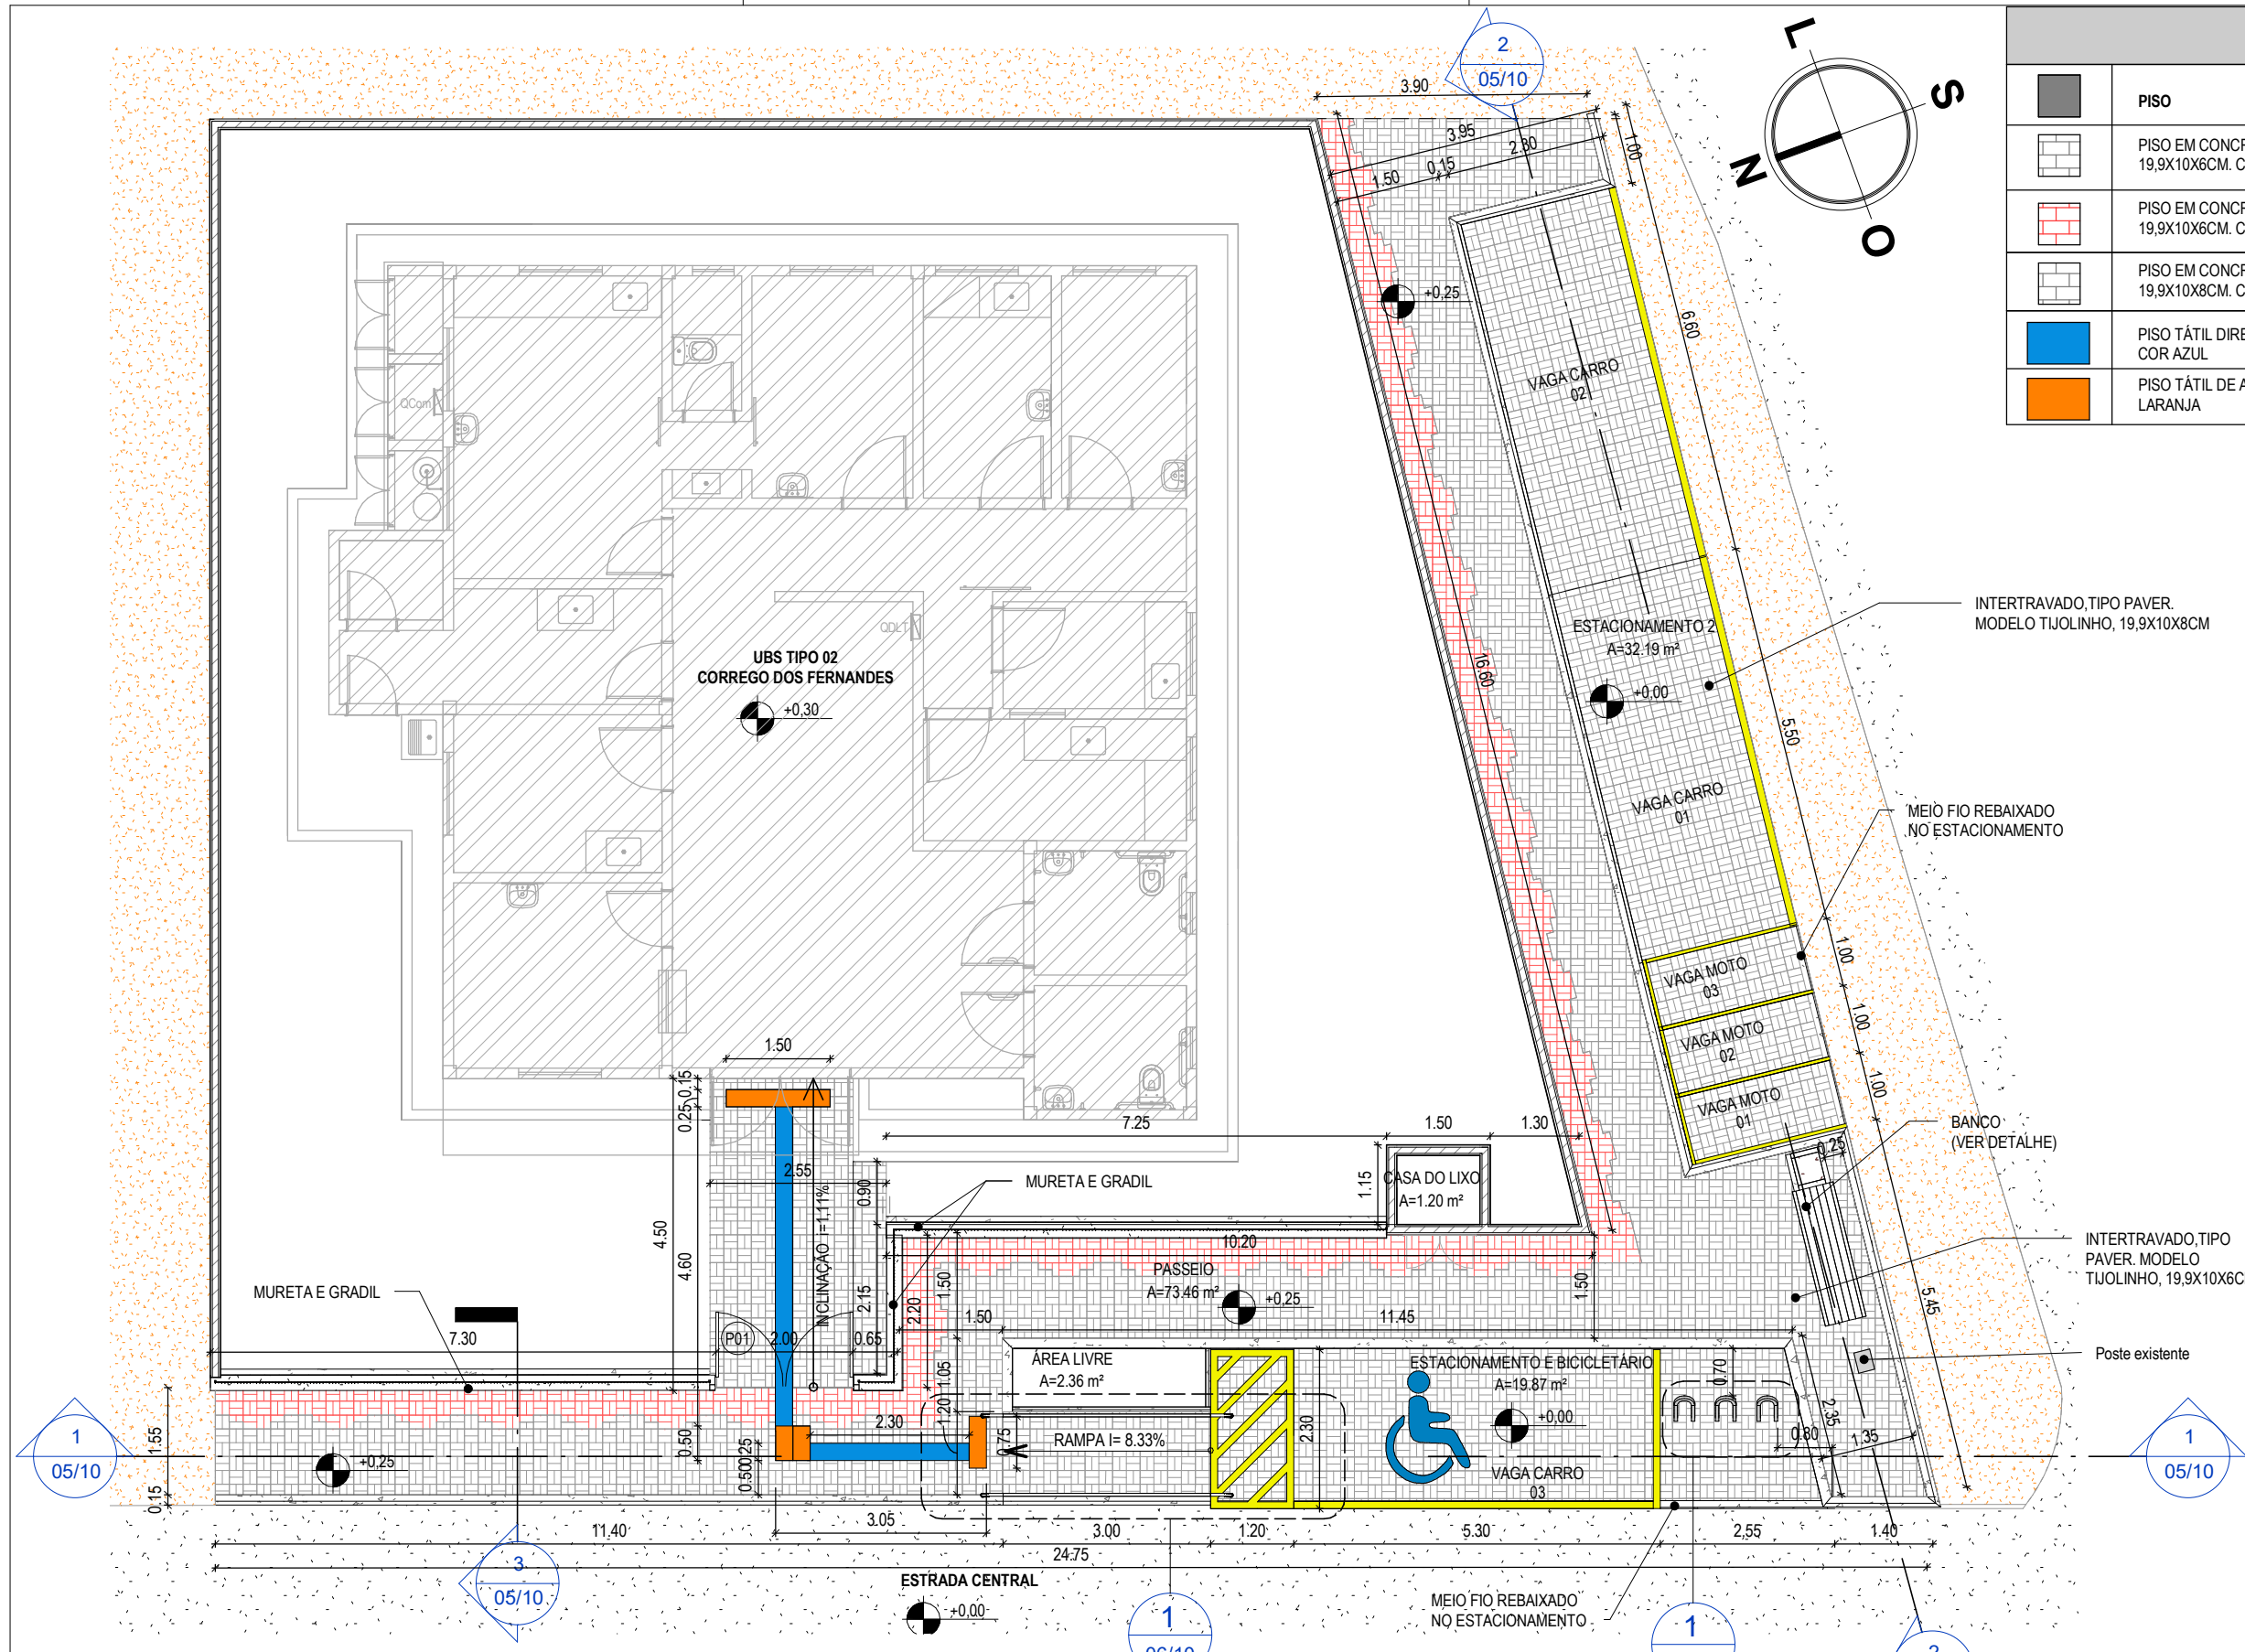 2
05/10
3.90
3.95
2.30
0.15
1.50
1.00
L
S
N
O
PISO
PISO EM CONCR
19,9X10X6CM. C
PISO EM CONCR
19,9X10X6CM. C
PISO EM CONCR
19,9X10X8CM. C
PISO TÁTIL DIRE
COR AZUL
PISO TÁTIL DE A
LARANJA
+0,25
6.60
VAGA CARRO
02
QCom
QDLT
INTERTRAVADO,TIPO PAVER.
MODELO TIJOLINHO, 19,9X10X8CM
ESTACIONAMENTO 2
A=32.19 m²
+0,00
UBS TIPO 02
CORREGO DOS FERNANDES
+0,30
16.60
5.50
VAGA CARRO
01
MEIO FIO REBAIXADO
NO ESTACIONAMENTO
1.00
VAGA MOTO
03
1.00
VAGA MOTO
02
1.00
VAGA MOTO
01
1.50
0.15
0.25
7.25
1.50
1.30
BANCO
(VER DETALHE)
0.25
2.55
0.90
MURETA E GRADIL
1.15
CASA DO LIXO
A=1.20 m²
4.50
4.60
INCLINAÇÃO i=1,1%
10.20
INTERTRAVADO,TIPO
PAVER. MODELO
TIJOLINHO, 19,9X10X6C
PASSEIO
A=73.46 m²
+0,25
MURETA E GRADIL
2.15
2.20
1.50
1.50
1.50
11.45
5.45
7.30
P01
2.00
0.65
Poste existente
ÁREA LIVRE
A=2.36 m²
ESTACIONAMENTO E BICICLETÁRIO
A=19.87 m²
+0,00
0.70
1.05
1.20
2.30
0.75
RAMPA I= 8.33%
2.30
2.35
0.80
1.35
VAGA CARRO
03
1
05/10
1.55
0.15
+0,25
0.50
0.25
0.50
1
05/10
11.40
3.05
3.00
1.20
5.30
2,55
1.40
24.75
3
05/10
ESTRADA CENTRAL
+0,00
MEIO FIO REBAIXADO
NO ESTACIONAMENTO
1
06/10
1
2